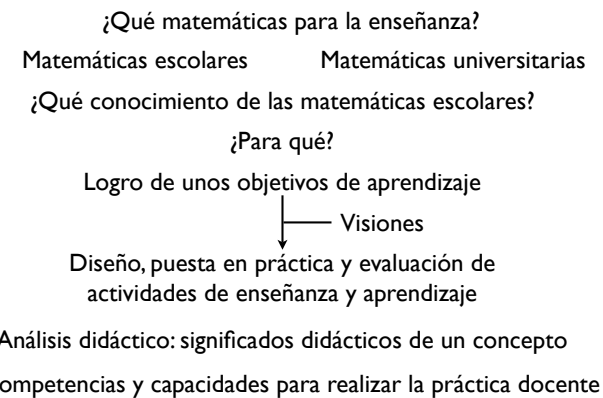 ¿Qué matemáticas para la enseñanza?
Matemáticas escolares Matemáticas universitarias
¿Qué conocimiento de las matemáticas escolares?
¿Para qué?
Logro de unos objetivos de aprendizaje
Visiones
Diseño, puesta en práctica y evaluación de
actividades de enseñanza y aprendizaje
Análisis didáctico: significados didácticos de un concepto
ompetencias y capacidades para realizar la práctica docente